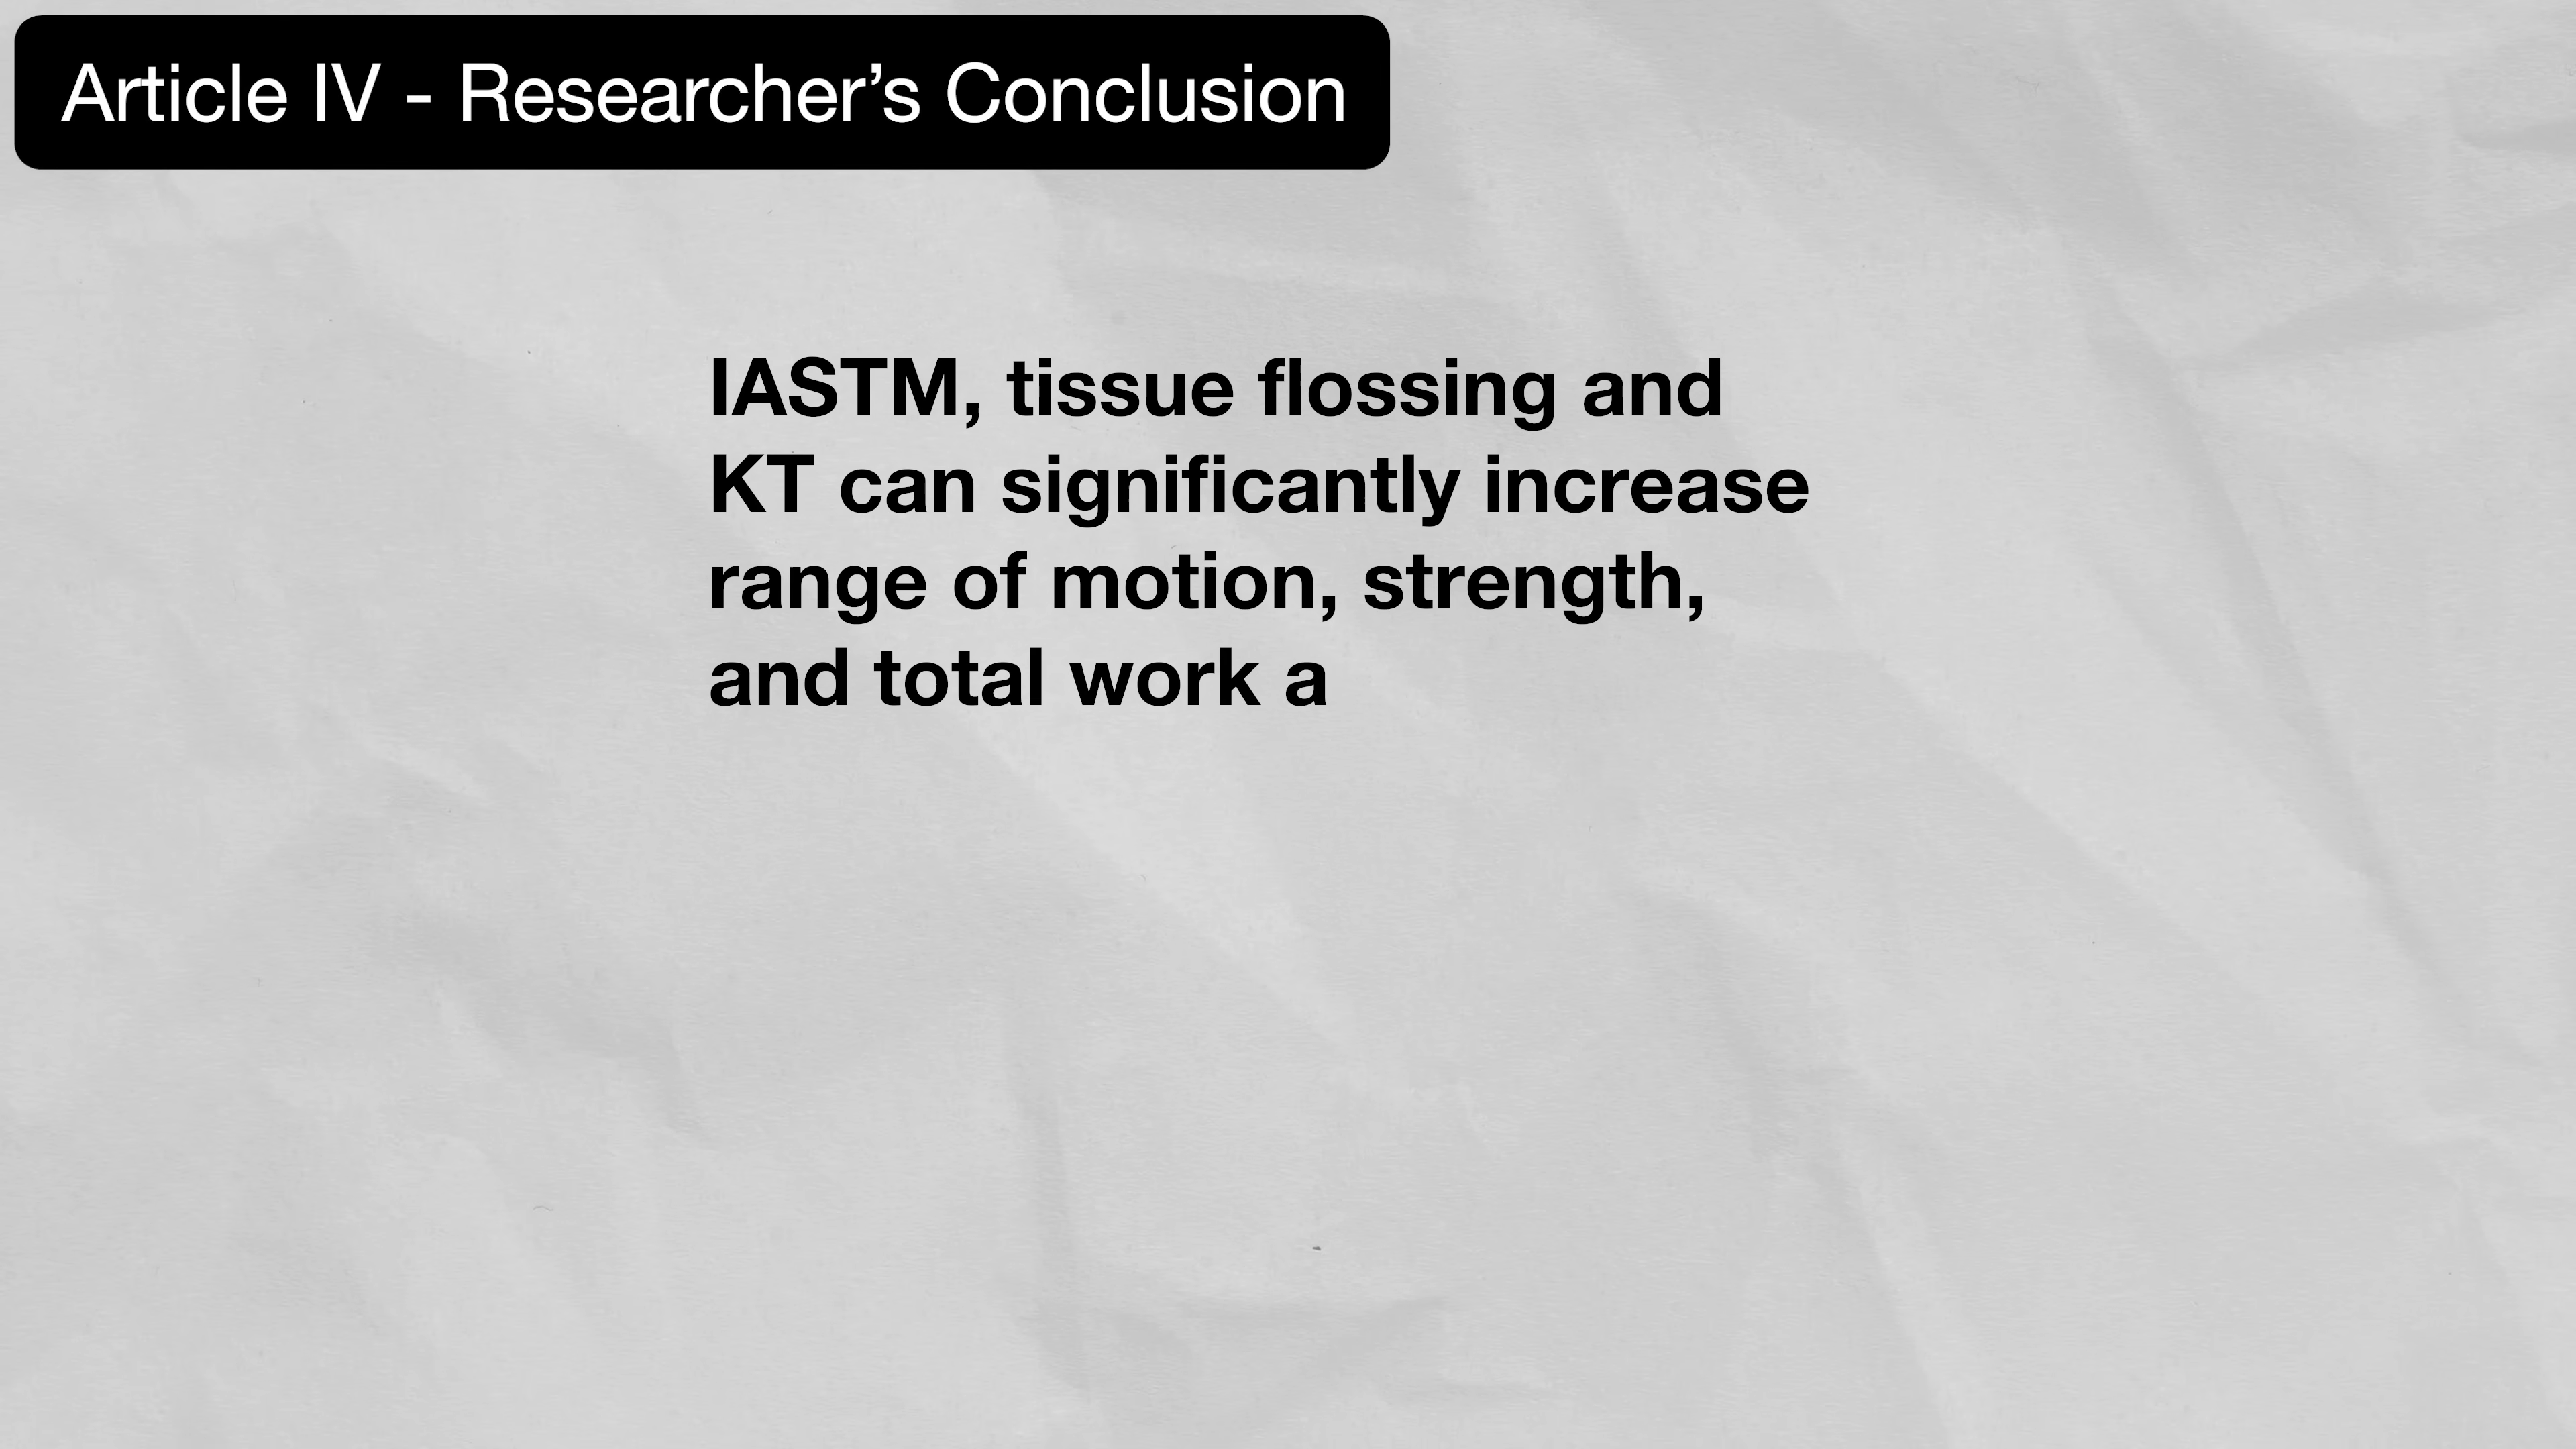 Article IV - Researcher’s Conclusion
IASTM, tissue flossing and
KT can significantly increase
range of motion, strength,
and total work a